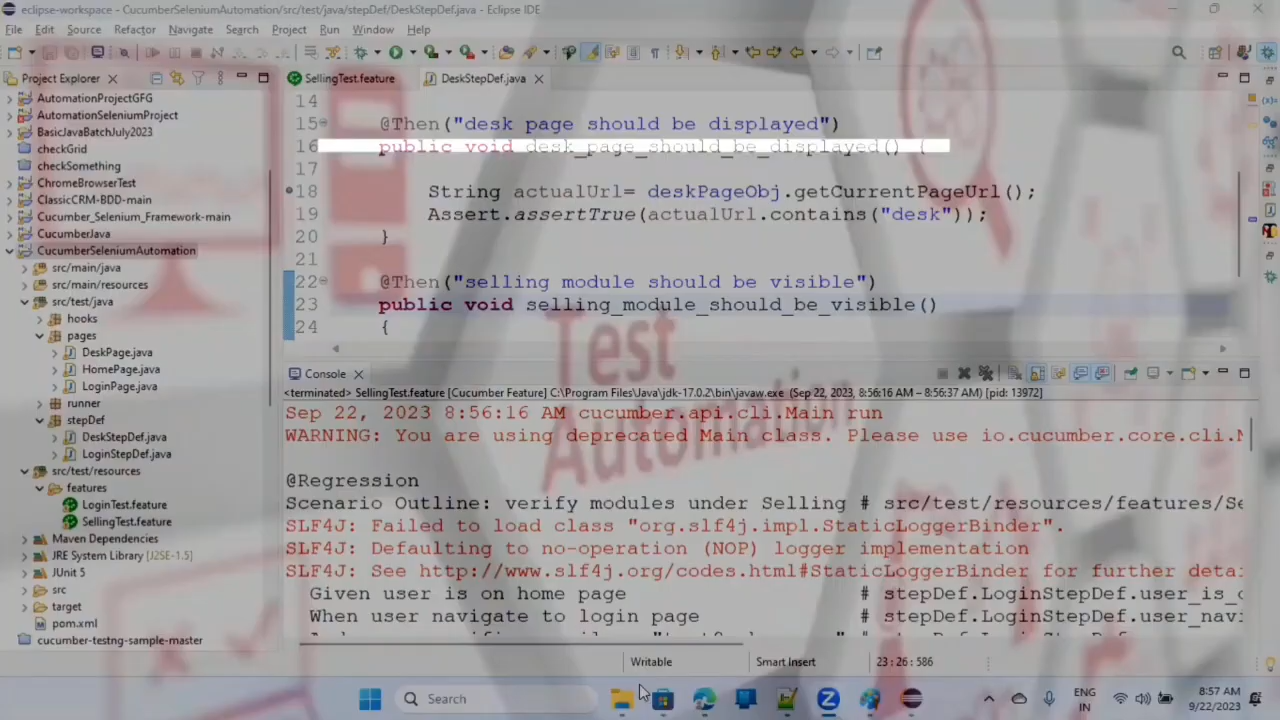 eclipse-workspace - CucumberSeleniumAutomation/src/test/java/stepDef/DeskStepDef.java - Eclipse IDE
File Edit Source Refactor Navigate Search Project Run Window Help
Project Explorer
SellingTest.feature
DeskStepDef.java
AutomationProjectGFG
AutomationSeleniumProject
BasicJavaBatchJuly2023
checkGrid
checkSomething
ChromeBrowserTest
ClassicCRM-BDD-main
Cucumber_Selenium_Framework-main
CucumberJava
CucumberSeleniumAutomation
src/main/java
src/main/resources
src/test/java
hooks
pages
DeskPage.java
HomePage.java
LoginPage.java
runner
stepDef
DeskStepDef.java
LoginStepDef.java
src/test/resources
features
LoginTest.feature
SellingTest.feature
Maven Dependencies
JRE System Library [J2SE-1.5]
JUnit 5
src
target
pom.xml
cucumber-testng-sample-master
14
15 @Then("desk page should be displayed")
16 public void desk_page_should_be_displayed() {
17
18 String actualUrl= deskPageObj.getCurrentPageUrl();
19 Assert.assertTrue(actualUrl.contains("desk"));
20 }
21
22 @Then("selling module should be visible")
23 public void selling_module_should_be_visible()
24 {
Test
Automation
Console
<terminated> SellingTest.feature [Cucumber Feature] C:\Program Files\Java\jdk-17.0.2\bin\javaw.exe (Sep 22, 2023, 8:56:16 AM – 8:56:37 AM) [pid: 13972]
Sep 22, 2023 8:56:16 AM cucumber.api.cli.Main run
WARNING: You are using deprecated Main class. Please use io.cucumber.core.cli.M
@Regression
Scenario Outline: verify modules under Selling # src/test/resources/features/Se
SLF4J: Failed to load class "org.slf4j.impl.StaticLoggerBinder".
SLF4J: Defaulting to no-operation (NOP) logger implementation
SLF4J: See http://www.slf4j.org/codes.html#StaticLoggerBinder for further detai
Given user is on home page # stepDef.LoginStepDef.user_is_o
When user navigate to login page # stepDef.LoginStepDef.user_navi
Writable
Smart Insert
23 : 26 : 586
Search
ENG
IN
8:57 AM
9/22/2023